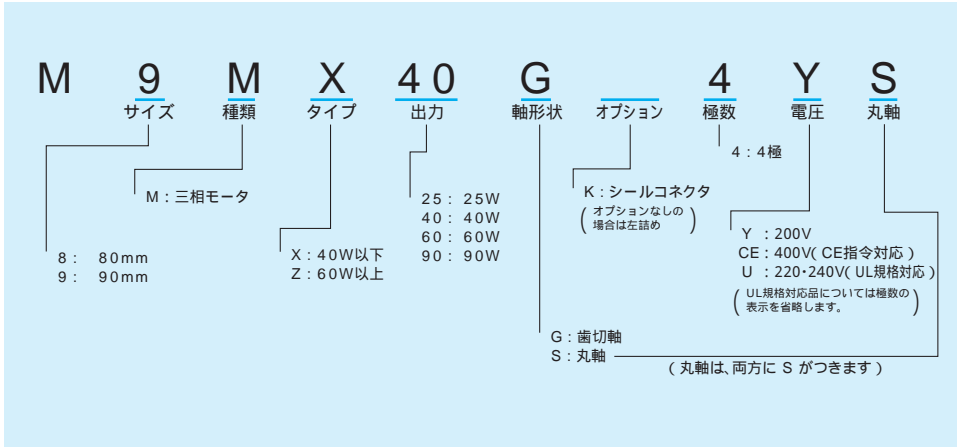 M 9 M X 40 G 4 Y S
サイズ 種類 タイプ 出力 軸形状 オプション 極数 電圧 丸軸
4：4極
M：三相モータ
K：シールコネクタ
(オプションなしの
場合は左詰め)
25：25W
40：40W
60：60W
90：90W
X：40W以下
Z：60W以上
8：80mm
9：90mm
Y：200V
CE：400V(CE指令対応)
U：220・240V(UL規格対応)
(UL規格対応品については極数の
表示を省略します。)
G：歯切軸
S：丸軸
(丸軸は、両方に S がつきます)